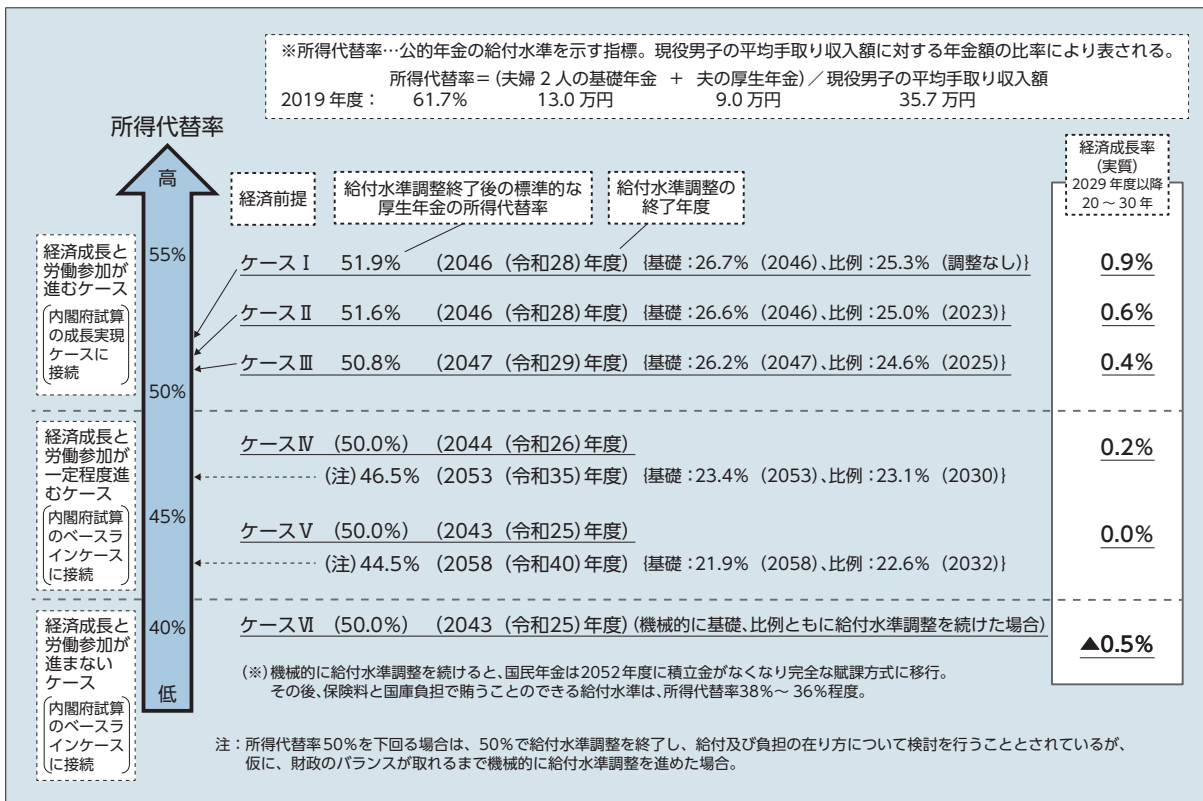 ※所得代替率…公的年金の給付水準を示す指標。現役男子の平均手取り収入額に対する年金額の比率により表される。
所得代替率=(夫婦2人の基礎年金 + 夫の厚生年金)/現役男子の平均手取り収入額
2019年度: 61.7% 13.0万円 9.0万円 35.7万円
所得代替率
高
55%
50%
45%
40%
低
経済前提
給付水準調整終了後の標準的な
厚生年金の所得代替率
給付水準調整の
終了年度
経済成長率
(実質)
2029年度以降
20~30年
経済成長と
労働参加が
進むケース
内閣府試算
の成長実現
ケースに
接続
ケースⅠ 51.9% (2046(令和28)年度) {基礎:26.7%(2046)、比例:25.3%(調整なし)} 0.9%
ケースⅡ 51.6% (2046(令和28)年度) {基礎:26.6%(2046)、比例:25.0%(2023)} 0.6%
ケースⅢ 50.8% (2047(令和29)年度) {基礎:26.2%(2047)、比例:24.6%(2025)} 0.4%
経済成長と
労働参加が
一定程度進
むケース
内閣府試算
のベースラ
インケース
に接続
ケースⅣ (50.0%) (2044(令和26)年度) 0.2%
(注)46.5% (2053(令和35)年度) {基礎:23.4%(2053)、比例:23.1%(2030)}
ケースⅤ (50.0%) (2043(令和25)年度) 0.0%
(注)44.5% (2058(令和40)年度) {基礎:21.9%(2058)、比例:22.6%(2032)}
経済成長と
労働参加が
進まない
ケース
内閣府試算
のベースラ
インケース
に接続
ケースⅥ (50.0%) (2043(令和25)年度)(機械的に基礎、比例ともに給付水準調整を続けた場合) ▲0.5%
(※)機械的に給付水準調整を続けると、国民年金は2052年度に積立金がなくなり完全な賦課方式に移行。
その後、保険料と国庫負担で賄うことのできる給付水準は、所得代替率38%~36%程度。
注:所得代替率50%を下回る場合は、50%で給付水準調整を終了し、給付及び負担の在り方について検討を行うこととされているが、
仮に、財政のバランスが取れるまで機械的に給付水準調整を進めた場合。